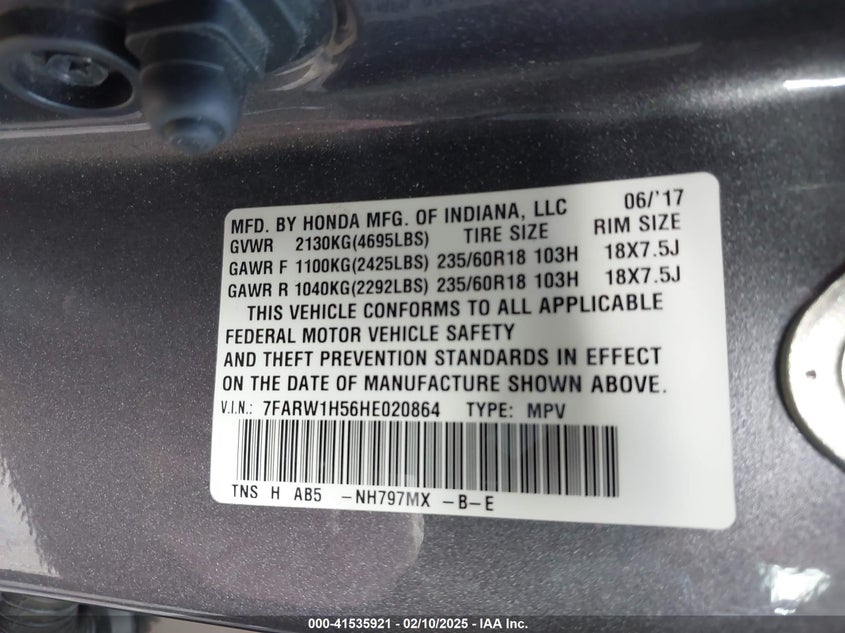 MFD. BY HONDA MFG. OF INDIANA, LLC 06/'17
GVWR 2130KG(4695LBS) TIRE SIZE RIM SIZE
GAWR F 1100KG(2425LBS) 235/60R18 103H 18X7.5J
GAWR R 1040KG(2292LBS) 235/60R18 103H 18X7.5J
THIS VEHICLE CONFORMS TO ALL APPLICABLE
FEDERAL MOTOR VEHICLE SAFETY
AND THEFT PREVENTION STANDARDS IN EFFECT
ON THE DATE OF MANUFACTURE SHOWN ABOVE.
V.I.N.: 7FARW1H56HE020864 TYPE: MPV
TNS H AB5 -NH797MX -B-E
000-41535921 - 02/10/2025 - IAA Inc.